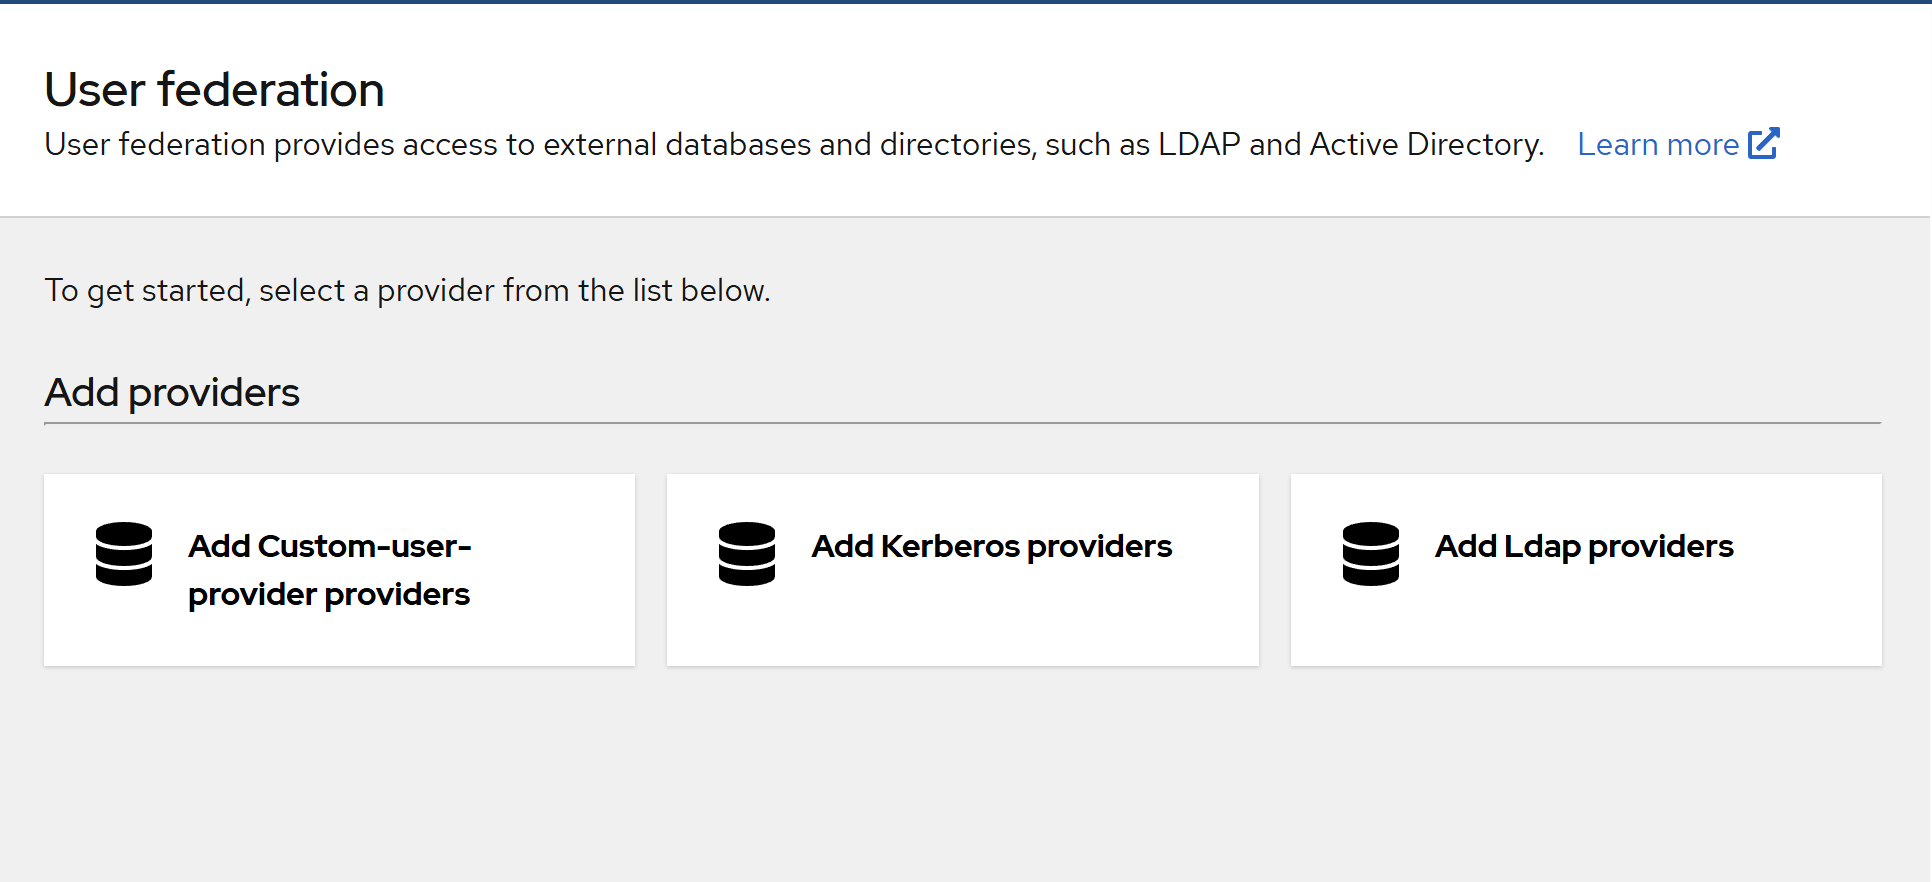 User federation
User federation provides access to external databases and directories, such as LDAP and Active Directory. Learn more
To get started, select a provider from the list below.
Add providers
Add Custom-user-
provider providers
Add Kerberos providers
Add Ldap providers